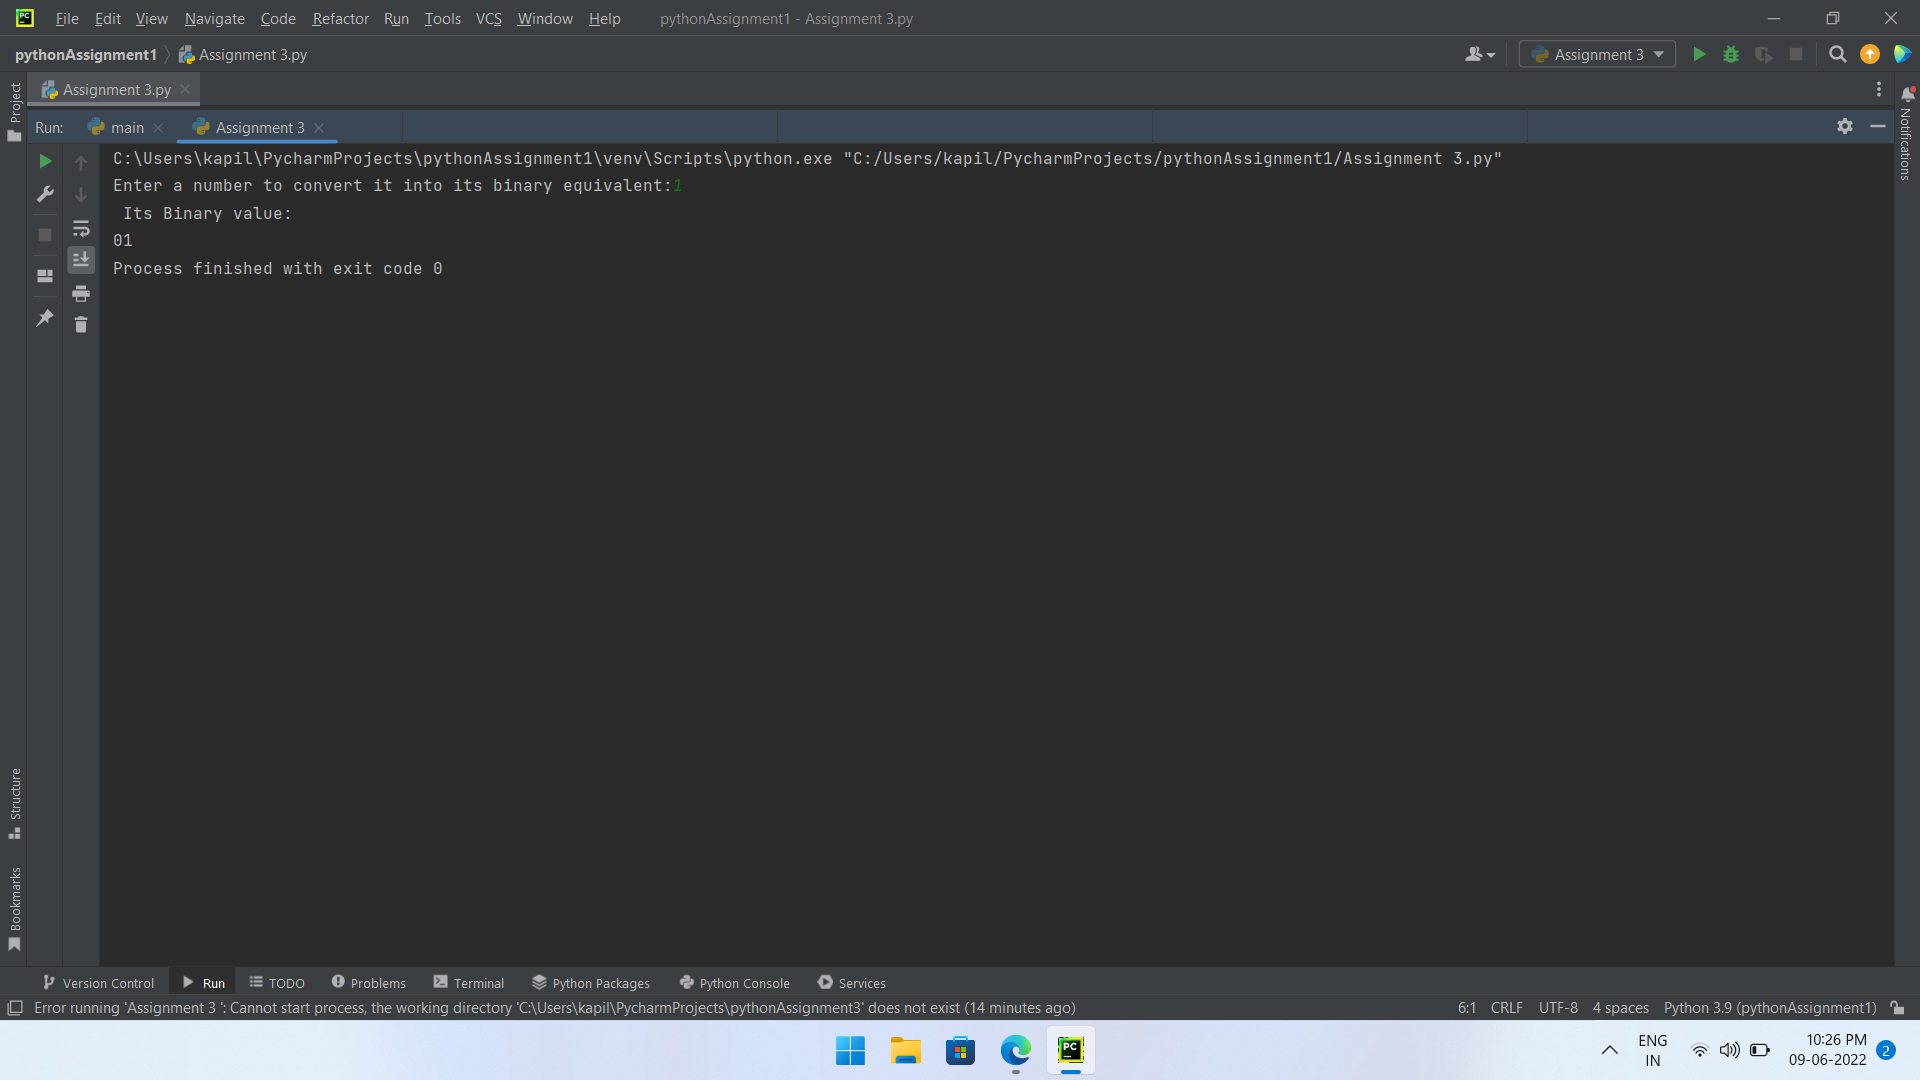 PC File Edit View Navigate Code Refactor Run Tools VCS Window Help pythonAssignment1 - Assignment 3.py
pythonAssignment1 Assignment 3.py Assignment 3
Project
Assignment 3.py
Notifications
Run: main Assignment 3
C:\Users\kapil\PycharmProjects\pythonAssignment1\venv\Scripts\python.exe "C:/Users/kapil/PycharmProjects/pythonAssignment1/Assignment 3.py"
Enter a number to convert it into its binary equivalent:1
Its Binary value:
01
Process finished with exit code 0
Structure
Bookmarks
Version Control Run TODO Problems Terminal Python Packages Python Console Services
Error running 'Assignment 3 ': Cannot start process, the working directory 'C:\Users\kapil\PycharmProjects\pythonAssignment3' does not exist (14 minutes ago) 6:1 CRLF UTF-8 4 spaces Python 3.9 (pythonAssignment1)
PC ENG 10:26 PM
IN 09-06-2022 2